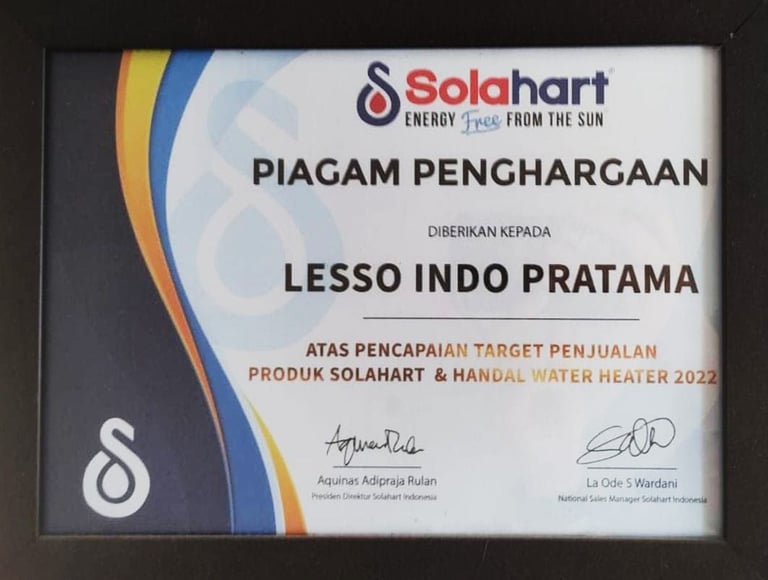 Solahart
ENERGY Free FROM THE SUN
PIAGAM PENGHARGAAN
DIBERIKAN KEPADA
LESSO INDO PRATAMA
ATAS PENCAPAIAN TARGET PENJUALAN
PRODUK SOLAHART & HANDAL WATER HEATER 2022
Aquinas Adipraja Rulan
Presiden Direktur Solahart Indonesia
La Ode S Wardani
National Sales Manager Solahart Indonesia